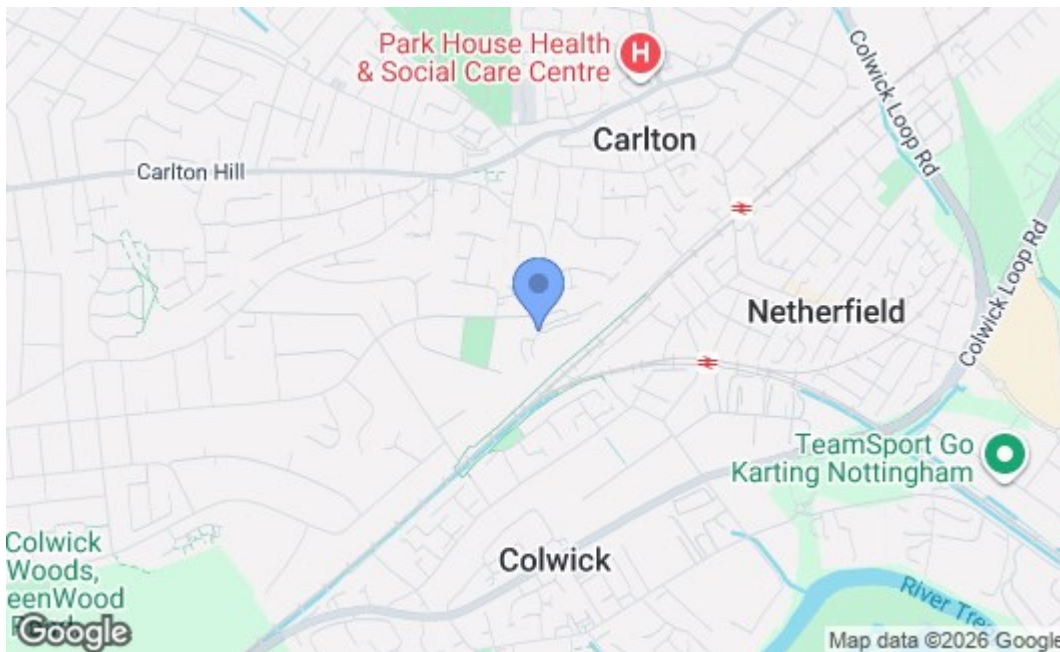 Park House Health
& Social Care Centre
H
Colwick Loop Rd
Carlton
Carlton Hill
Colwick Loop Rd
Netherfield
TeamSport Go
Karting Nottingham
Colwick
Woods,
eenWood
Colwick
River Tre
Google
Map data ©2026 Google